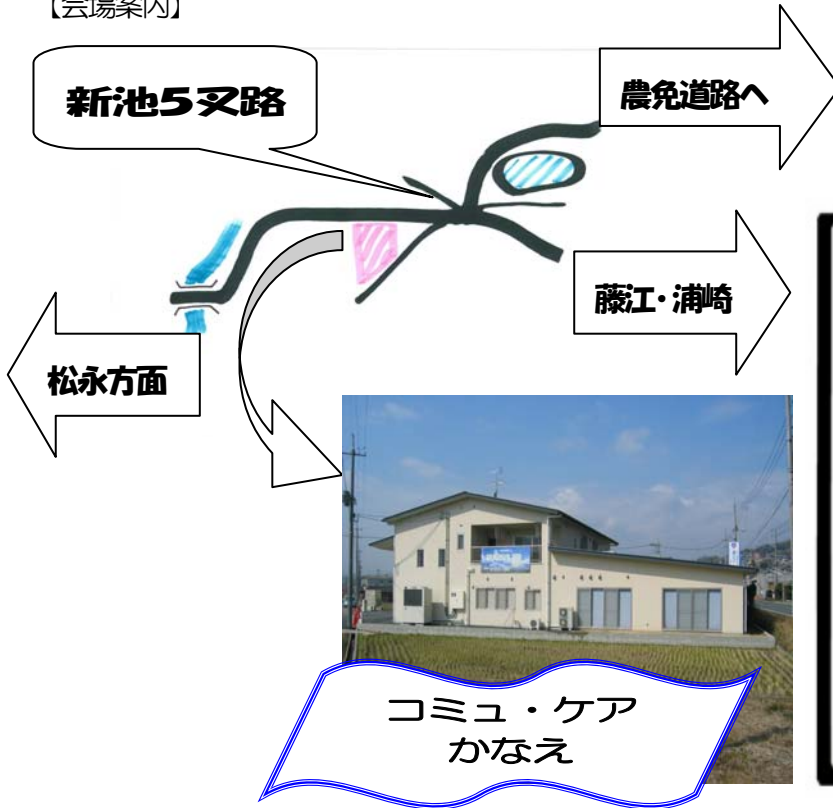 【会場案内】
新池5叉路
農免道路へ
藤江・浦崎
松永方面
コミュ・ケア
かなえ